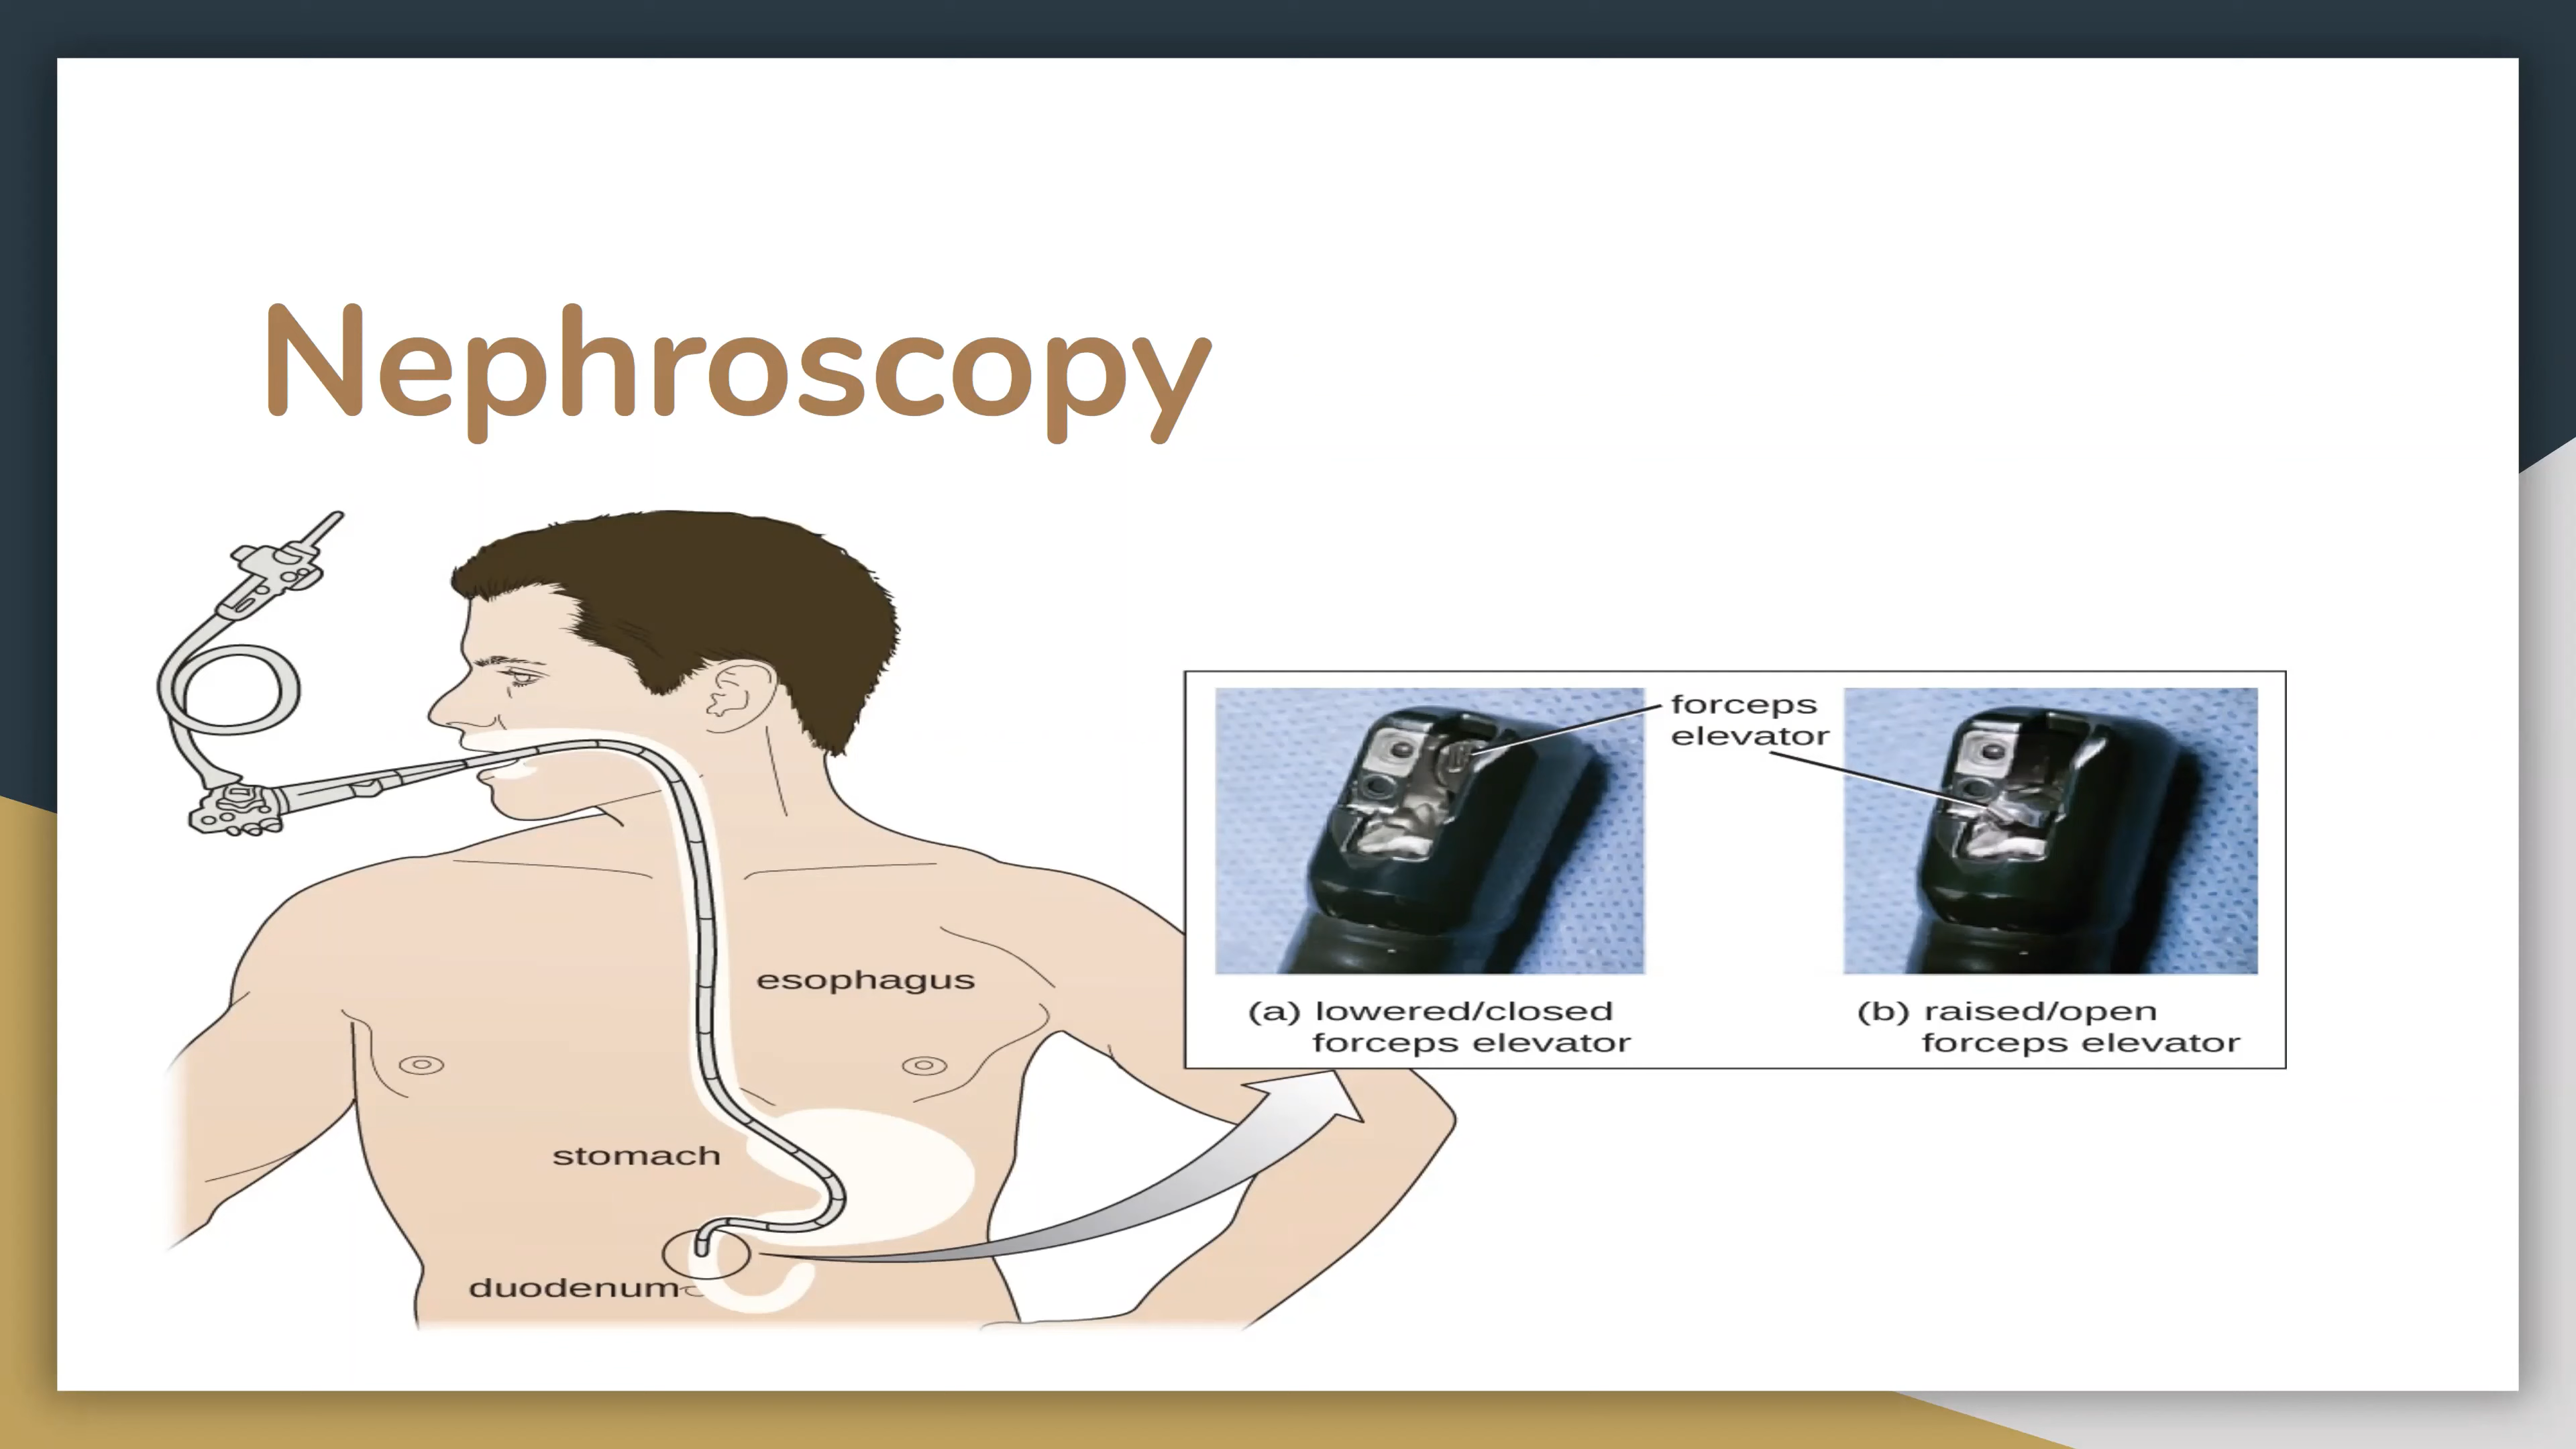 Nephroscopy
forceps
elevator
esophagus
(a) lowered/closed
forceps elevator
(b) raised/open
forceps elevator
stomach
duodenum